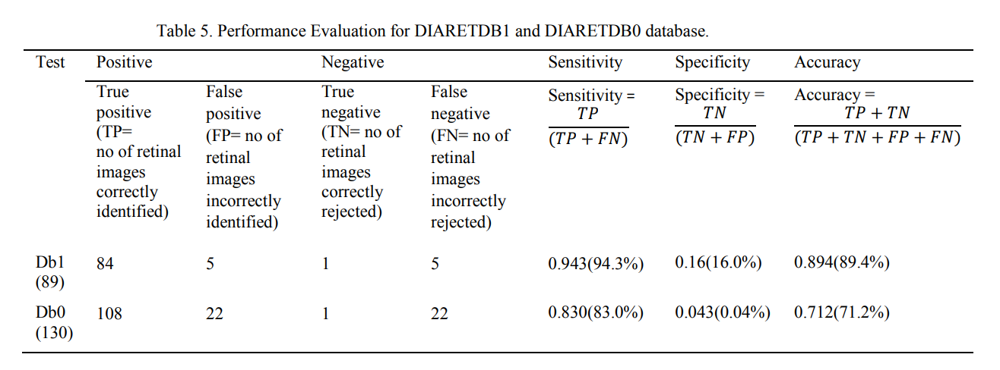 Table 5. Performance Evaluation for DIARETDB1 and DIARETDB0 database.
Test Positive Negative Sensitivity Specificity Accuracy
True positive (TP= no of retinal images correctly identified)
False positive (FP= no of retinal images incorrectly identified)
True negative (TN= no of retinal images correctly rejected)
False negative (FN= no of retinal images incorrectly rejected)
Sensitivity = TP / (TP + FN)
Specificity = TN / (TN + FP)
Accuracy = TP + TN / (TP + TN + FP + FN)
Db1 (89) 84 5 1 5 0.943(94.3%) 0.16(16.0%) 0.894(89.4%)
Db0 (130) 108 22 1 22 0.830(83.0%) 0.043(0.04%) 0.712(71.2%)